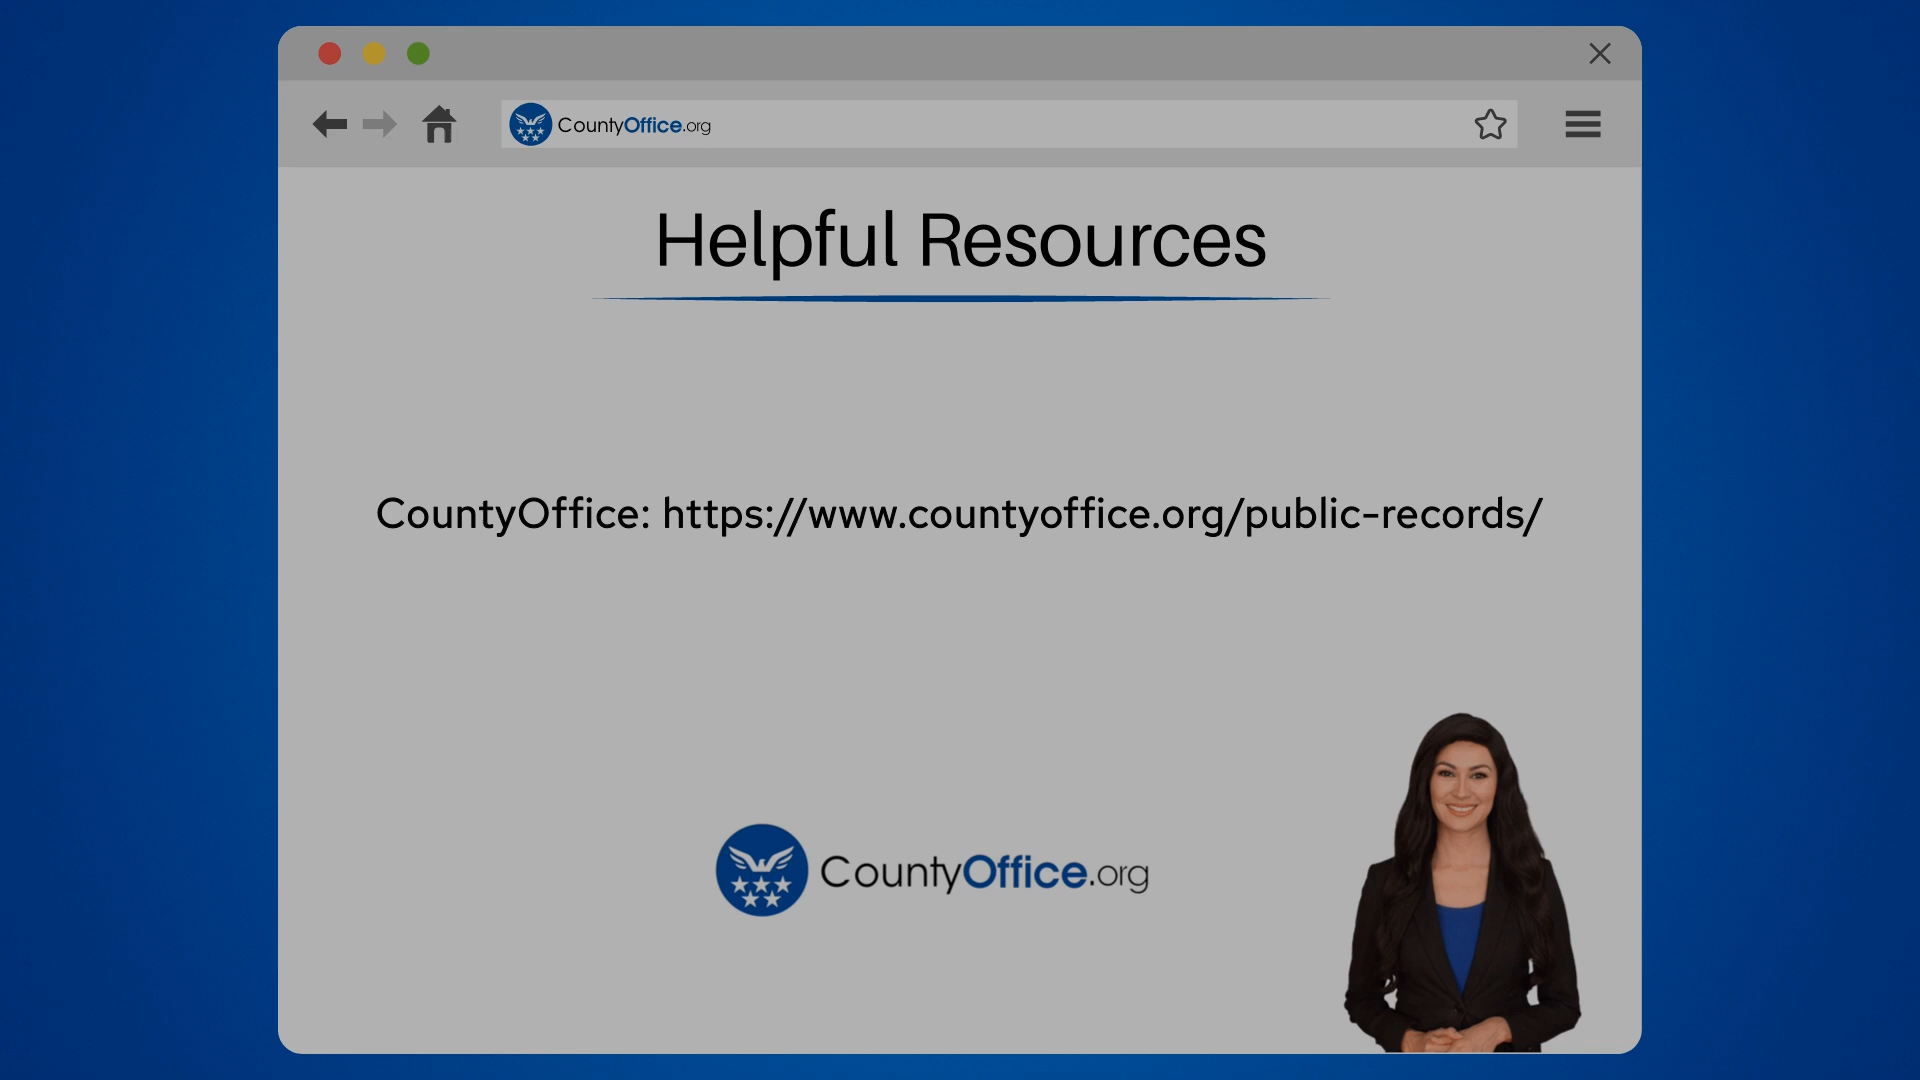 CountyOffice.org
Helpful Resources
CountyOffice: https://www.countyoffice.org/public-records/
CountyOffice.org